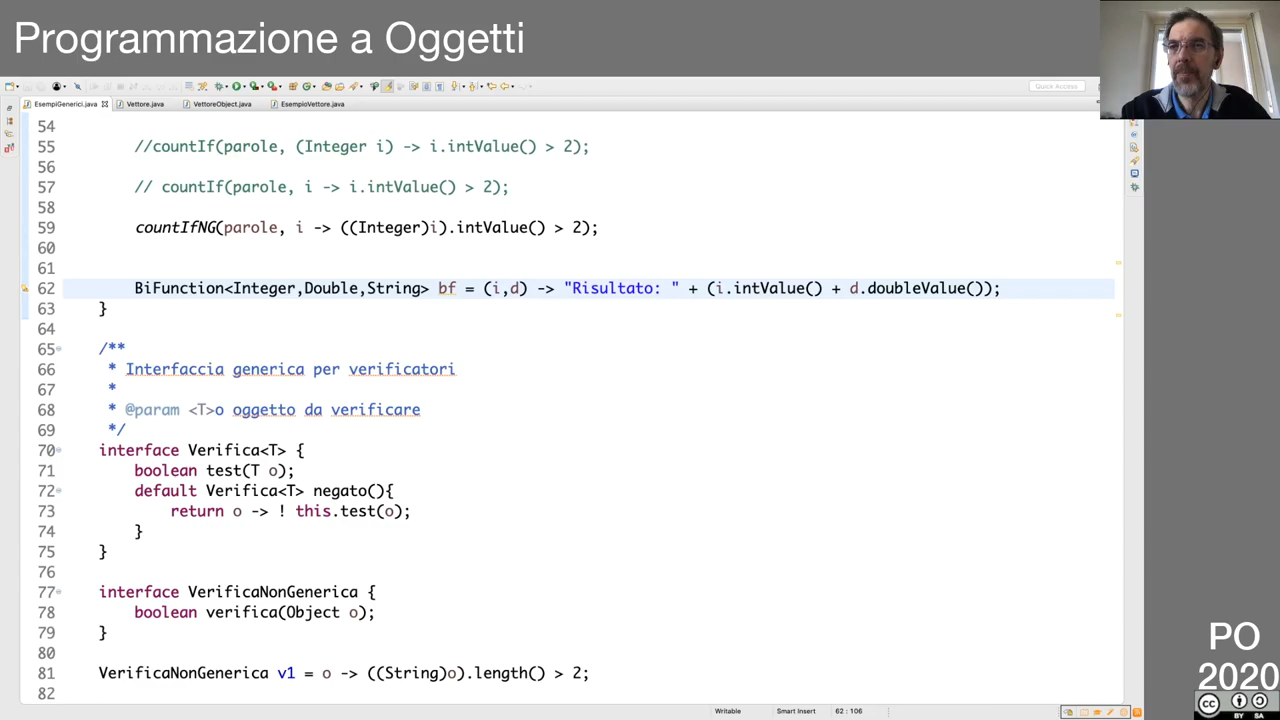 Programmazione a Oggetti
Quick Access
EsempiGenerici.java
Vettore.java
VettoreObject.java
EsempioVettore.java
54
55 //countIf(parole, (Integer i) -> i.intValue() > 2);
56
57 // countIf(parole, i -> i.intValue() > 2);
58
59 countIfNG(parole, i -> ((Integer)i).intValue() > 2);
60
61
62 BiFunction<Integer,Double,String> bf = (i,d) -> "Risultato: " + (i.intValue() + d.doubleValue());
63 }
64
65 /**
66 * Interfaccia generica per verificatori
67 *
68 * @param <T>o oggetto da verificare
69 */
70 interface Verifica<T> {
71 boolean test(T o);
72 default Verifica<T> negato(){
73 return o -> ! this.test(o);
74 }
75 }
76
77 interface VerificaNonGenerica {
78 boolean verifica(Object o);
79 }
80
81 VerificaNonGenerica v1 = o -> ((String)o).length() > 2;
82
Writable
Smart Insert
62 : 106
PO
2020
CC
BY SA